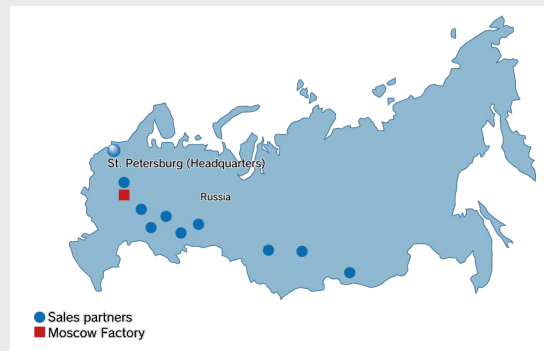 St. Petersburg (Headquarters)
Russia
Sales partners
Moscow Factory